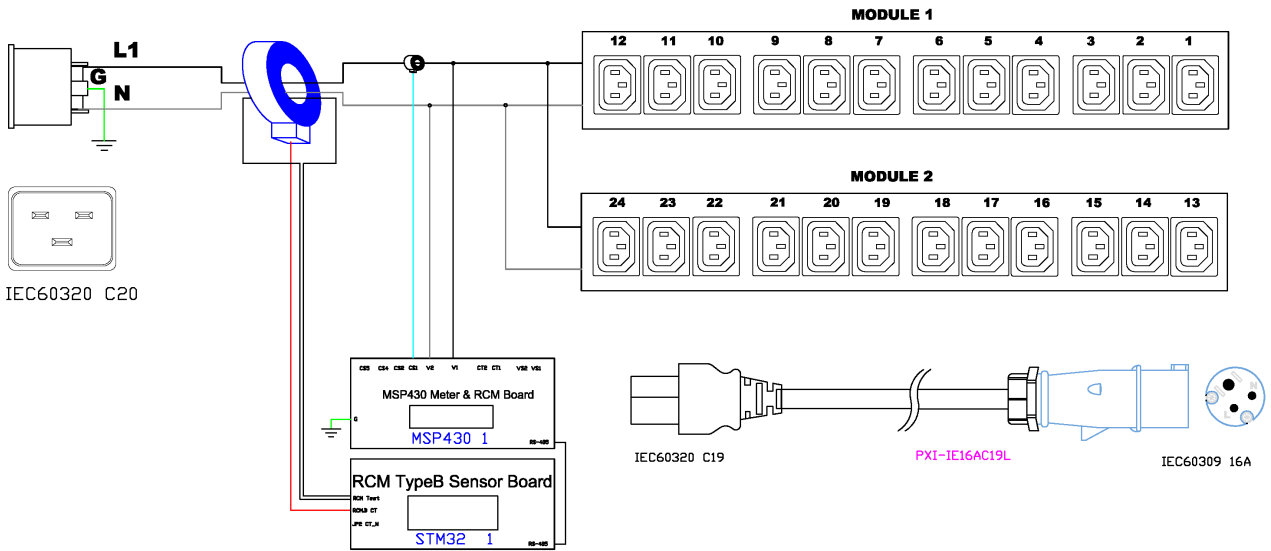 MODULE 1
L1
G
N
12 11 10 9 8 7 6 5 4 3 2 1
MODULE 2
24 23 22 21 20 19 18 17 16 15 14 13
IEC60320 C20
CS4 CS2 CS1 V2 V1 CT2 CT1 VS2 VS1
MSP430 Meter & RCM Board
G
MSP430 1
RS-485
RCM TypeB Sensor Board
RCM Test
RCM.B CT
STM32 1
RS-485
IEC60320 C19
PXI-IE16AC19L
IEC60309 16A
N
L